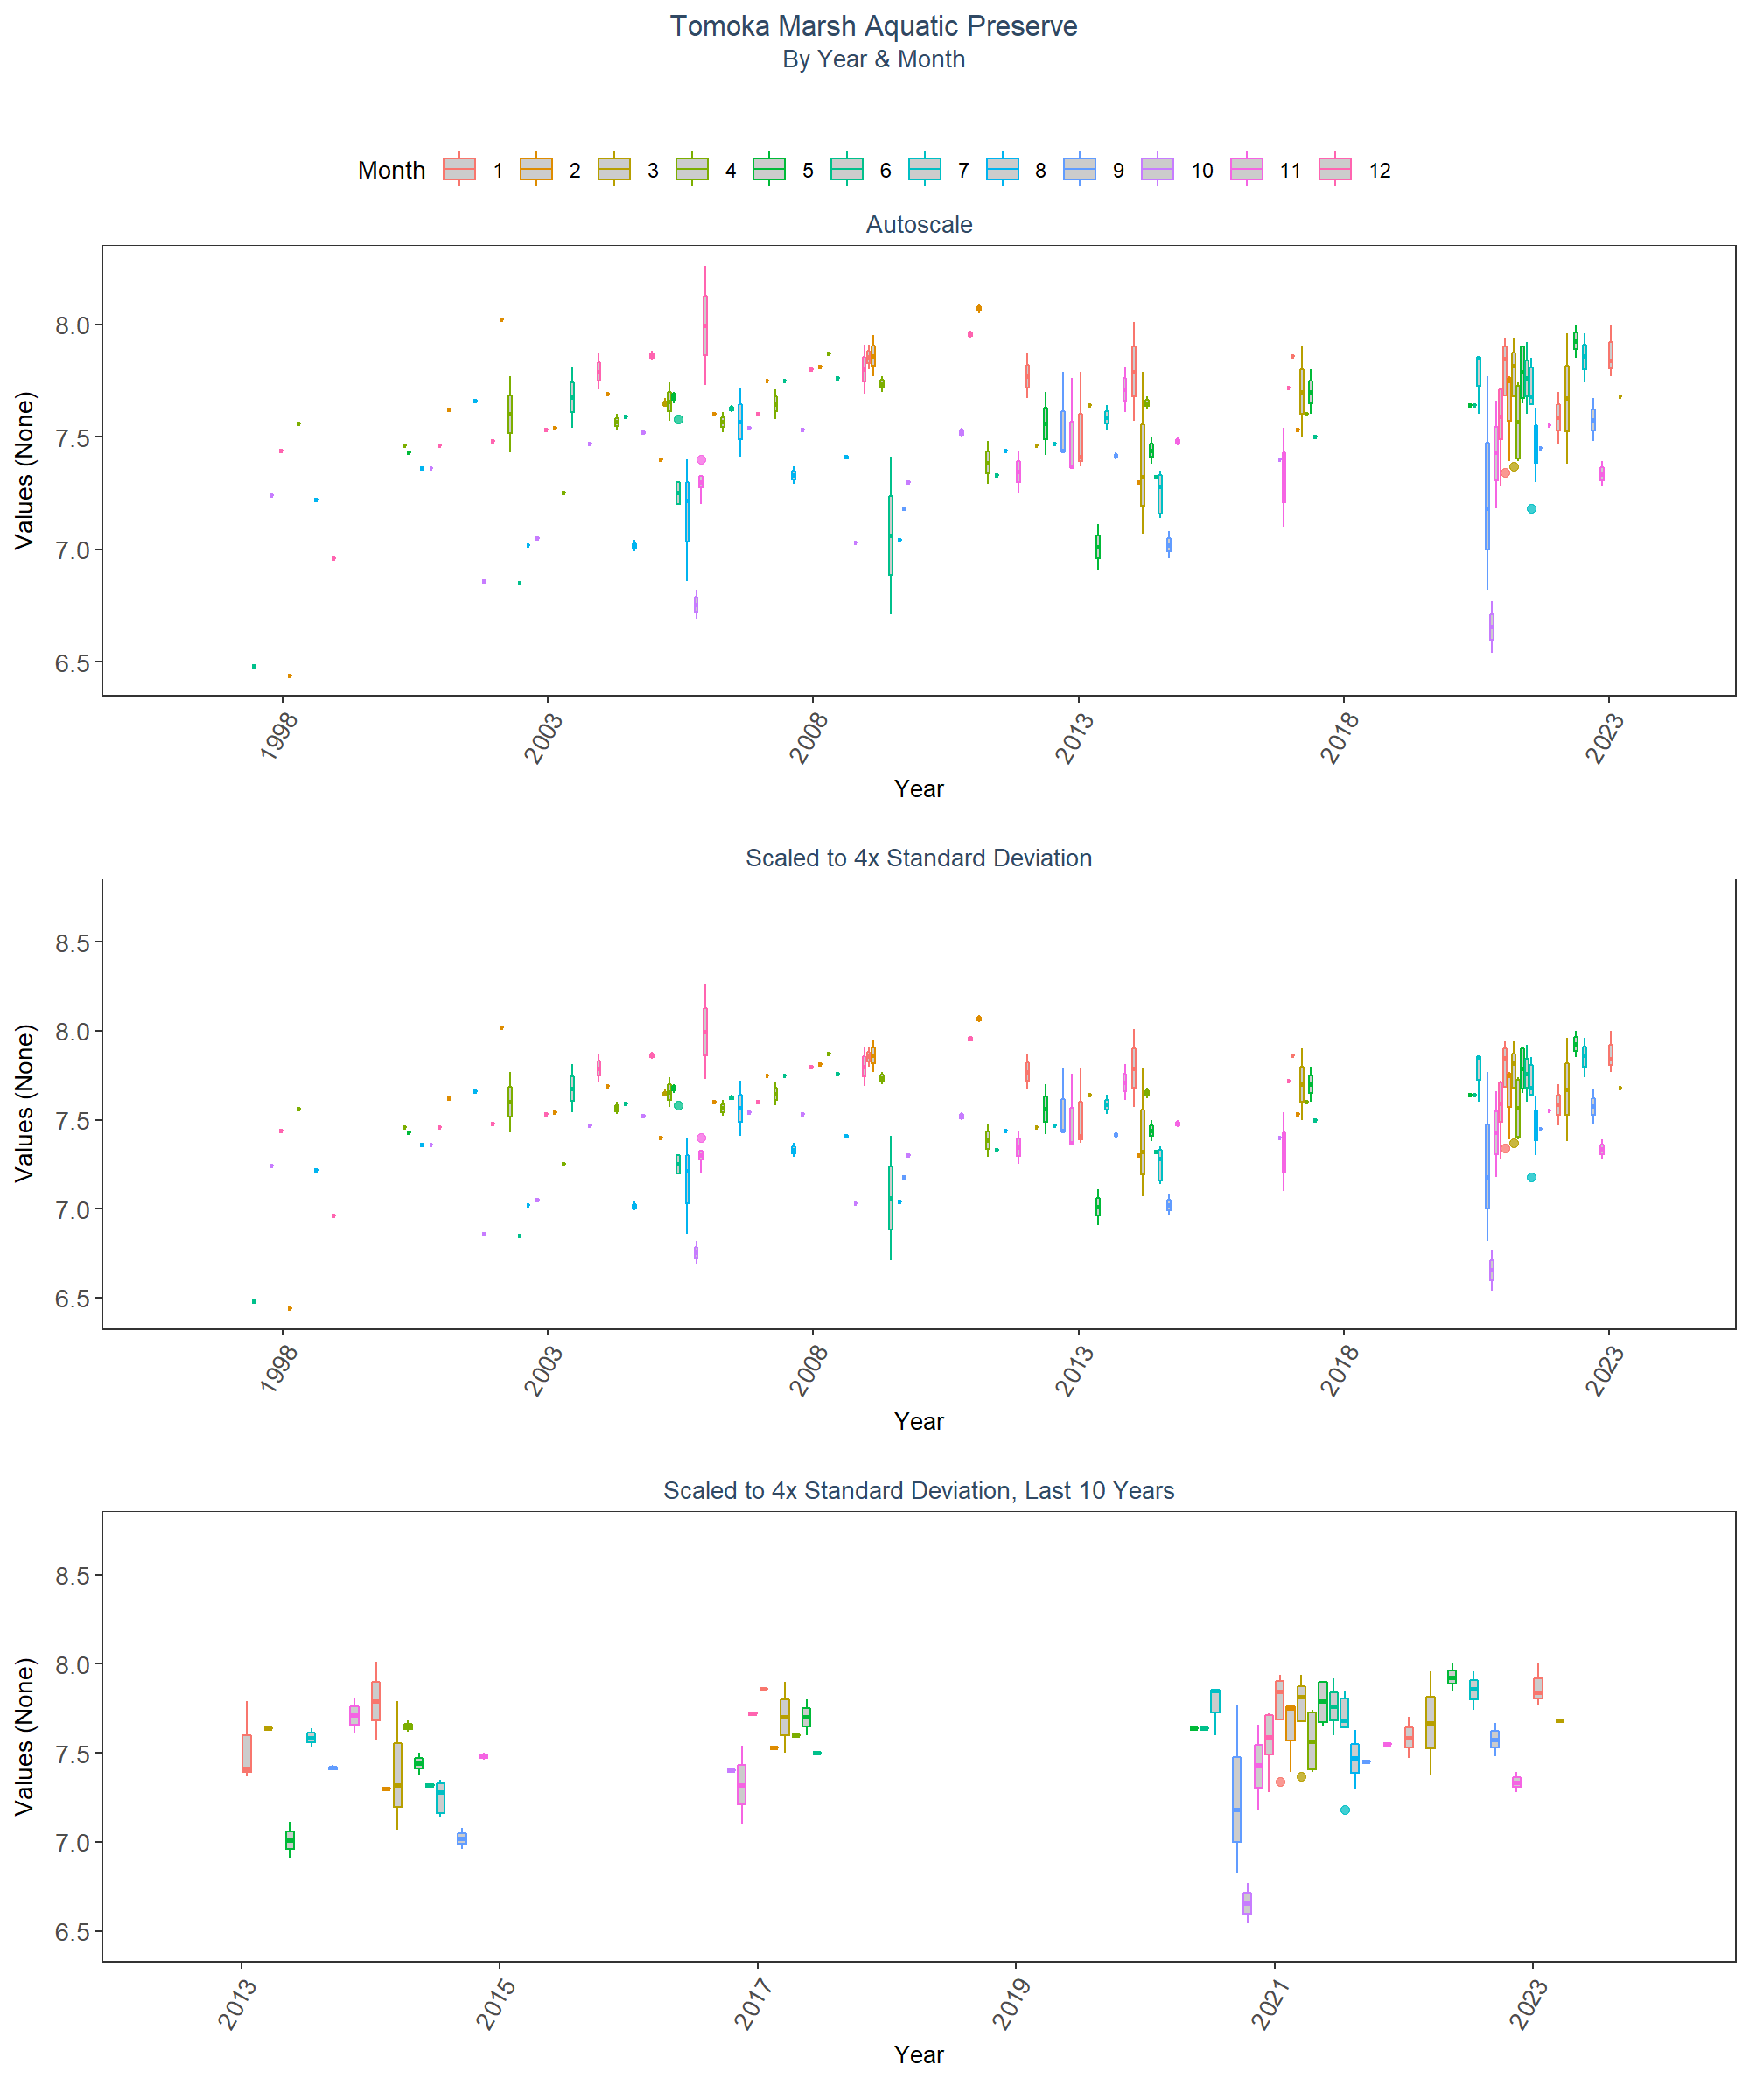 Tomoka Marsh Aquatic Preserve
By Year & Month
Month 1 2 3 4 5 6 7 8 9 10 11 12
Autoscale
Values (None)
8.0
7.5
7.0
6.5
1998 2003 2008 2013 2018 2023
Year
Scaled to 4x Standard Deviation
Values (None)
8.5
8.0
7.5
7.0
6.5
1998 2003 2008 2013 2018 2023
Year
Scaled to 4x Standard Deviation, Last 10 Years
Values (None)
8.5
8.0
7.5
7.0
6.5
2013 2015 2017 2019 2021 2023
Year